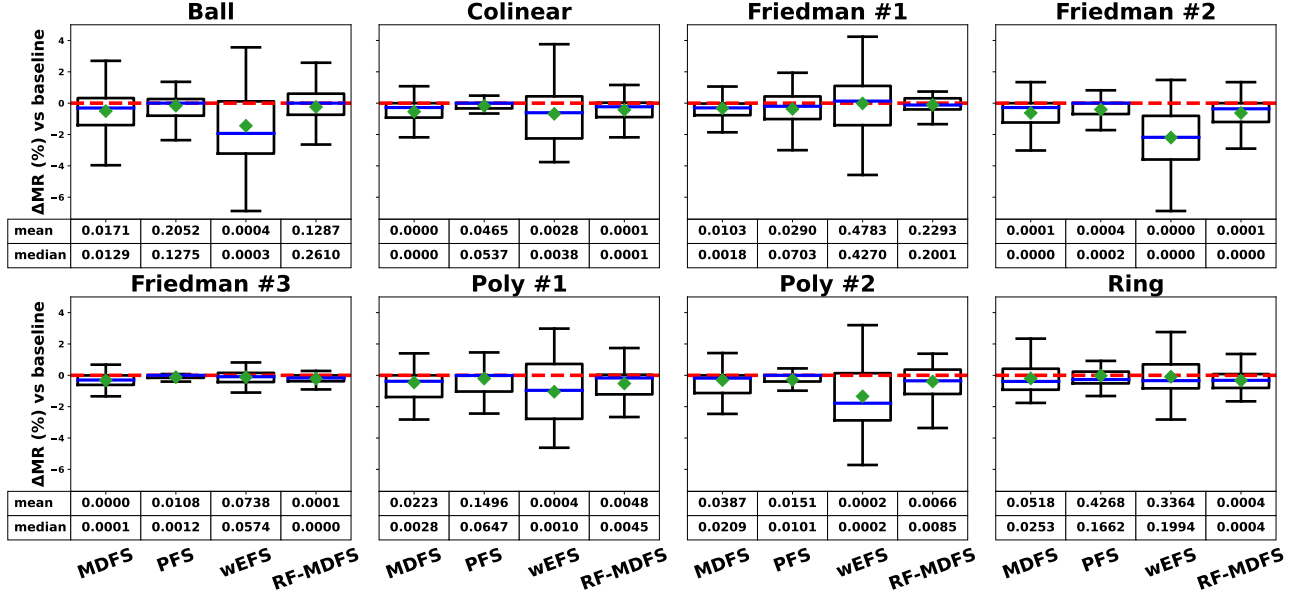 Ball Colinear Friedman #1 Friedman #2
ΔMR (%) vs baseline
4
2
0
−2
−4
−6
mean 0.0171 0.2052 0.0004 0.1287 0.0000 0.0465 0.0028 0.0001 0.0103 0.0290 0.4783 0.2293 0.0001 0.0004 0.0000 0.0001
median 0.0129 0.1275 0.0003 0.2610 0.0000 0.0537 0.0038 0.0001 0.0018 0.0703 0.4270 0.2001 0.0000 0.0002 0.0000 0.0000
Friedman #3 Poly #1 Poly #2 Ring
ΔMR (%) vs baseline
4
2
0
−2
−4
−6
mean 0.0000 0.0108 0.0738 0.0001 0.0223 0.1496 0.0004 0.0048 0.0387 0.0151 0.0002 0.0066 0.0518 0.4268 0.3364 0.0004
median 0.0001 0.0012 0.0574 0.0000 0.0028 0.0647 0.0010 0.0045 0.0209 0.0101 0.0002 0.0085 0.0253 0.1662 0.1994 0.0004
MDFS PFS wEFS RF-MDFS MDFS PFS wEFS RF-MDFS MDFS PFS wEFS RF-MDFS MDFS PFS wEFS RF-MDFS